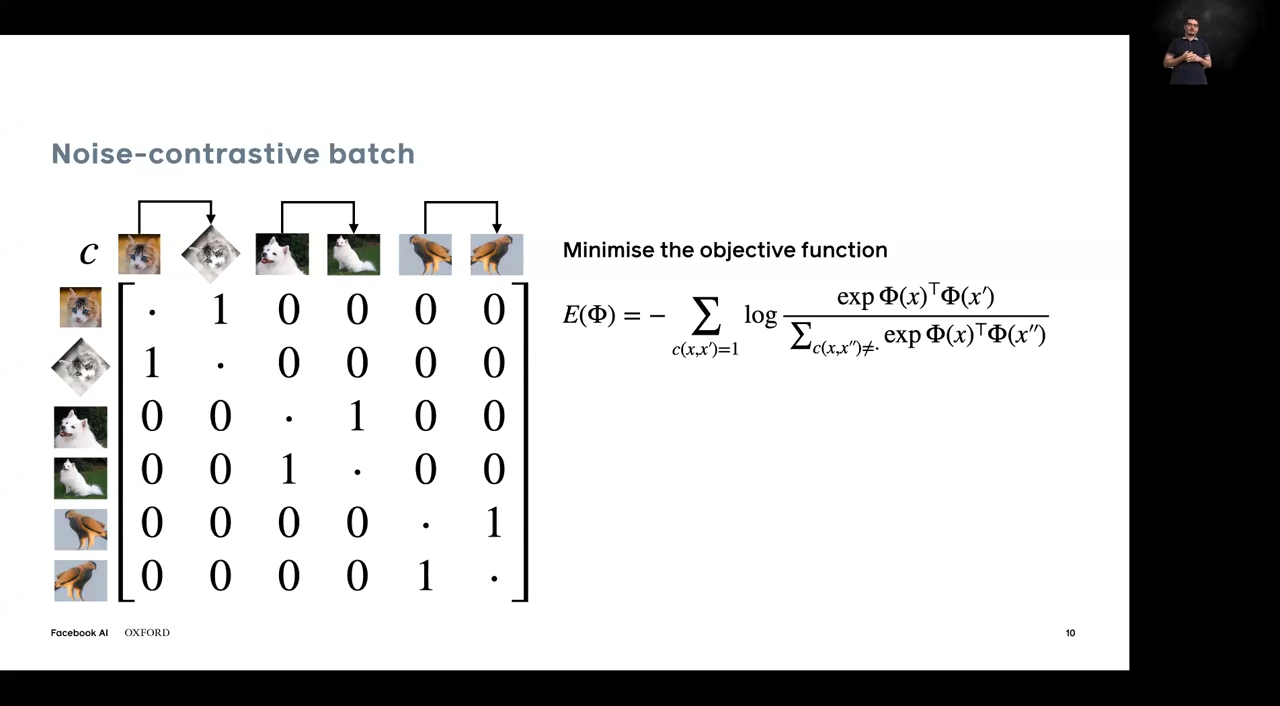 Noise-contrastive batch
c
· 1 0 0 0 0
1 · 0 0 0 0
0 0 · 1 0 0
0 0 1 · 0 0
0 0 0 0 · 1
0 0 0 0 1 ·
Minimise the objective function
E(Φ) = − ∑_{c(x,x′)=1} log \frac{exp Φ(x)^⊤Φ(x′)}{∑_{c(x,x″)≠·} exp Φ(x)^⊤Φ(x″)}
Facebook AI OXFORD
10